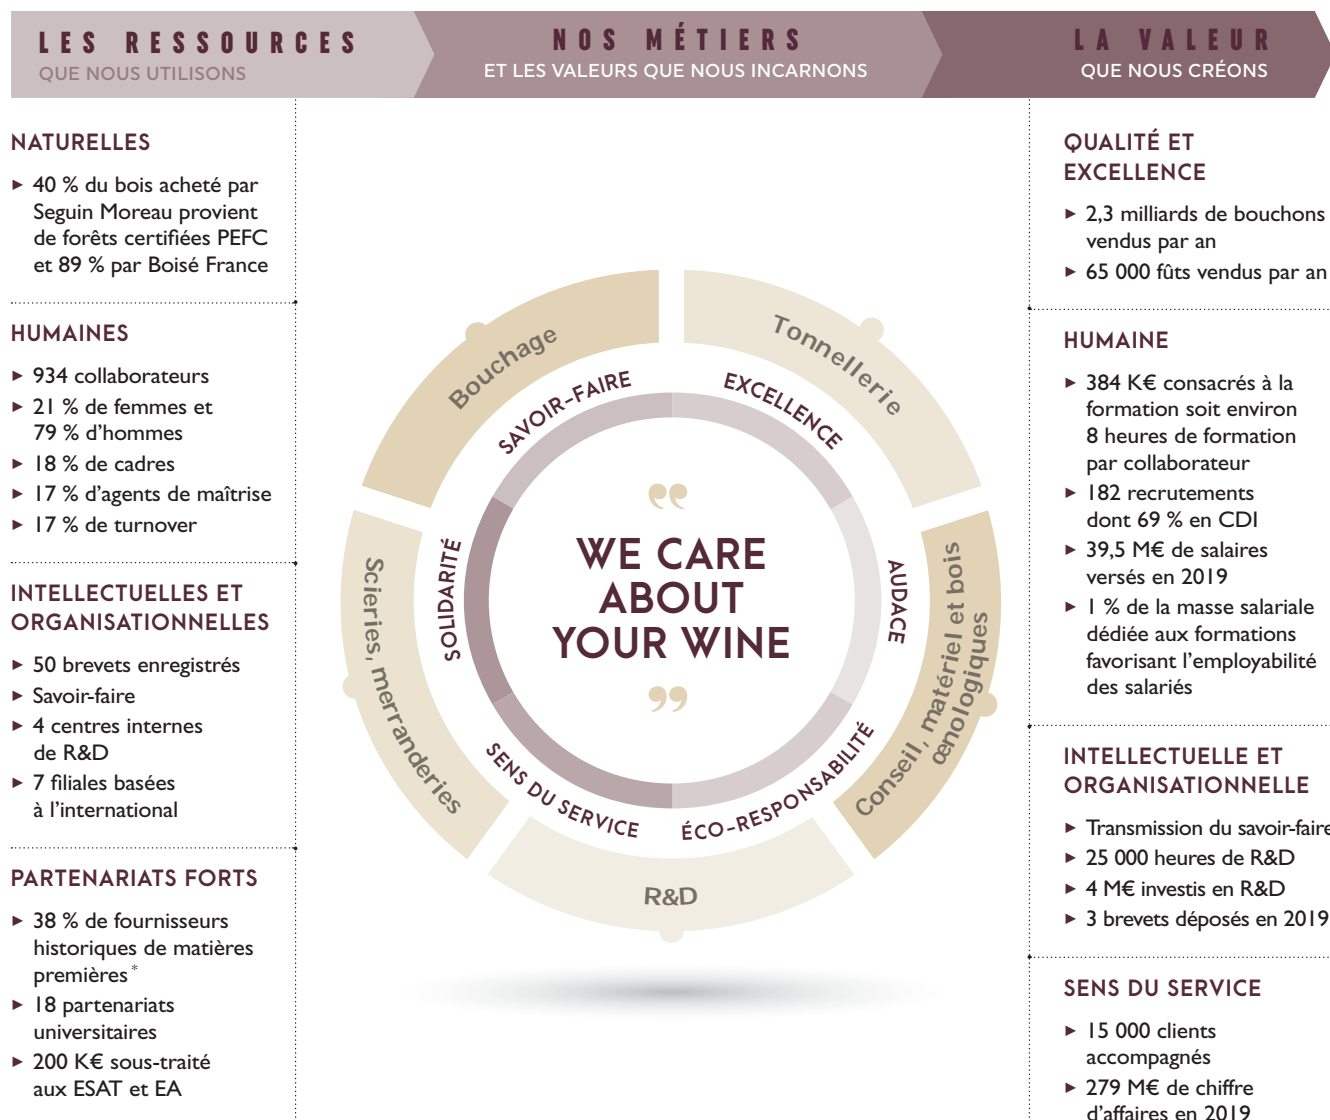 LES RESSOURCES
QUE NOUS UTILISONS
NOS MÉTIERS
ET LES VALEURS QUE NOUS INCARNONS
LA VALEUR
QUE NOUS CRÉONS
NATURELLES
► 40 % du bois acheté par
Seguin Moreau provient
de forêts certifiées PEFC
et 89 % par Boisé France
HUMAINES
► 934 collaborateurs
► 21 % de femmes et
79 % d’hommes
► 18 % de cadres
► 17 % d’agents de maîtrise
► 17 % de turnover
INTELLECTUELLES ET
ORGANISATIONNELLES
► 50 brevets enregistrés
► Savoir-faire
► 4 centres internes
de R&D
► 7 filiales basées
à l’international
PARTENARIATS FORTS
► 38 % de fournisseurs
historiques de matières
premières*
► 18 partenariats
universitaires
► 200 K€ sous-traité
aux ESAT et EA
Bouchage
Tonnellerie
Conseil, matériel et bois
œnologiques
R&D
Scieries, merranderies
SAVOIR-FAIRE
EXCELLENCE
AUDACE
ÉCO-RESPONSABILITÉ
SENS DU SERVICE
SOLIDARITÉ
❝
WE CARE
ABOUT
YOUR WINE
❞
QUALITÉ ET
EXCELLENCE
► 2,3 milliards de bouchons
vendus par an
► 65 000 fûts vendus par an
HUMAINE
► 384 K€ consacrés à la
formation soit environ
8 heures de formation
par collaborateur
► 182 recrutements
dont 69 % en CDI
► 39,5 M€ de salaires
versés en 2019
► 1 % de la masse salariale
dédiée aux formations
favorisant l’employabilité
des salariés
INTELLECTUELLE ET
ORGANISATIONNELLE
► Transmission du savoir-faire
► 25 000 heures de R&D
► 4 M€ investis en R&D
► 3 brevets déposés en 2019
SENS DU SERVICE
► 15 000 clients
accompagnés
► 279 M€ de chiffre
d’affaires en 2019